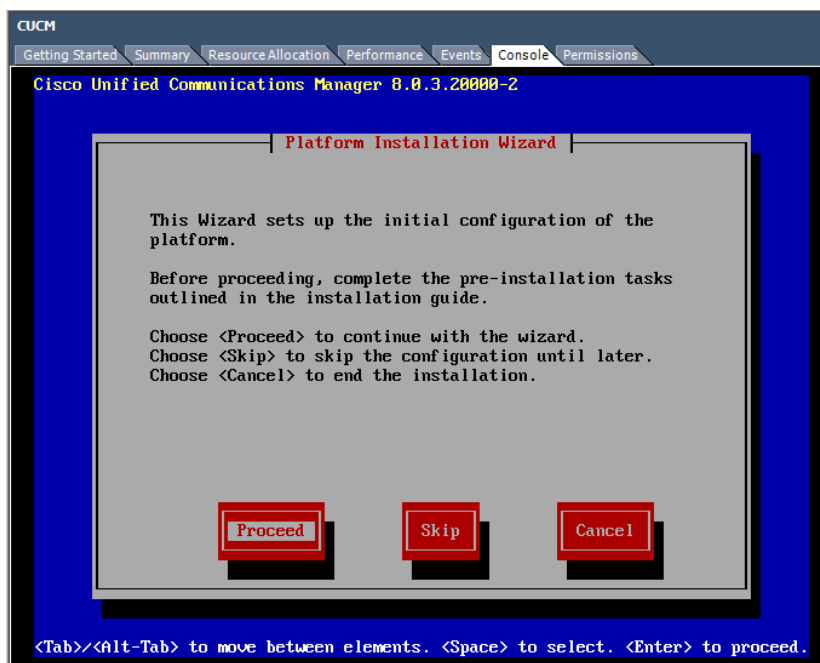 CUCM
Getting Started Summary Resource Allocation Performance Events Console Permissions
Cisco Unified Communications Manager 8.0.3.20000-2
Platform Installation Wizard
This Wizard sets up the initial configuration of the
platform.
Before proceeding, complete the pre-installation tasks
outlined in the installation guide.
Choose <Proceed> to continue with the wizard.
Choose <Skip> to skip the configuration until later.
Choose <Cancel> to end the installation.
Proceed Skip Cancel
<Tab>/<Alt-Tab> to move between elements. <Space> to select. <Enter> to proceed.